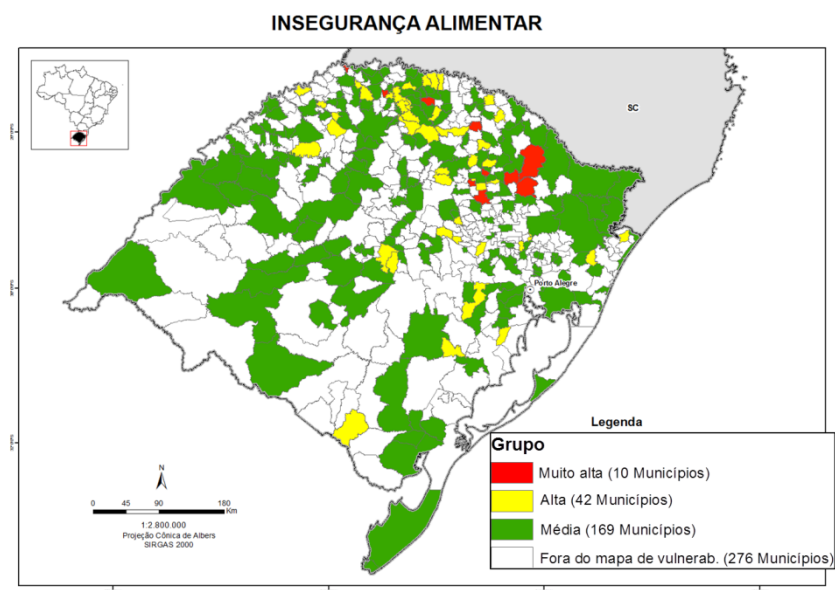 INSEGURANÇA ALIMENTAR
SC
Porto Alegre
Legenda
Grupo
Muito alta (10 Municípios)
Alta (42 Municípios)
Média (169 Municípios)
Fora do mapa de vulnerab. (276 Municípios)
N
0 45 90 180
Km
1:2.800.000
Projeção Cônica de Albers
SIRGAS 2000